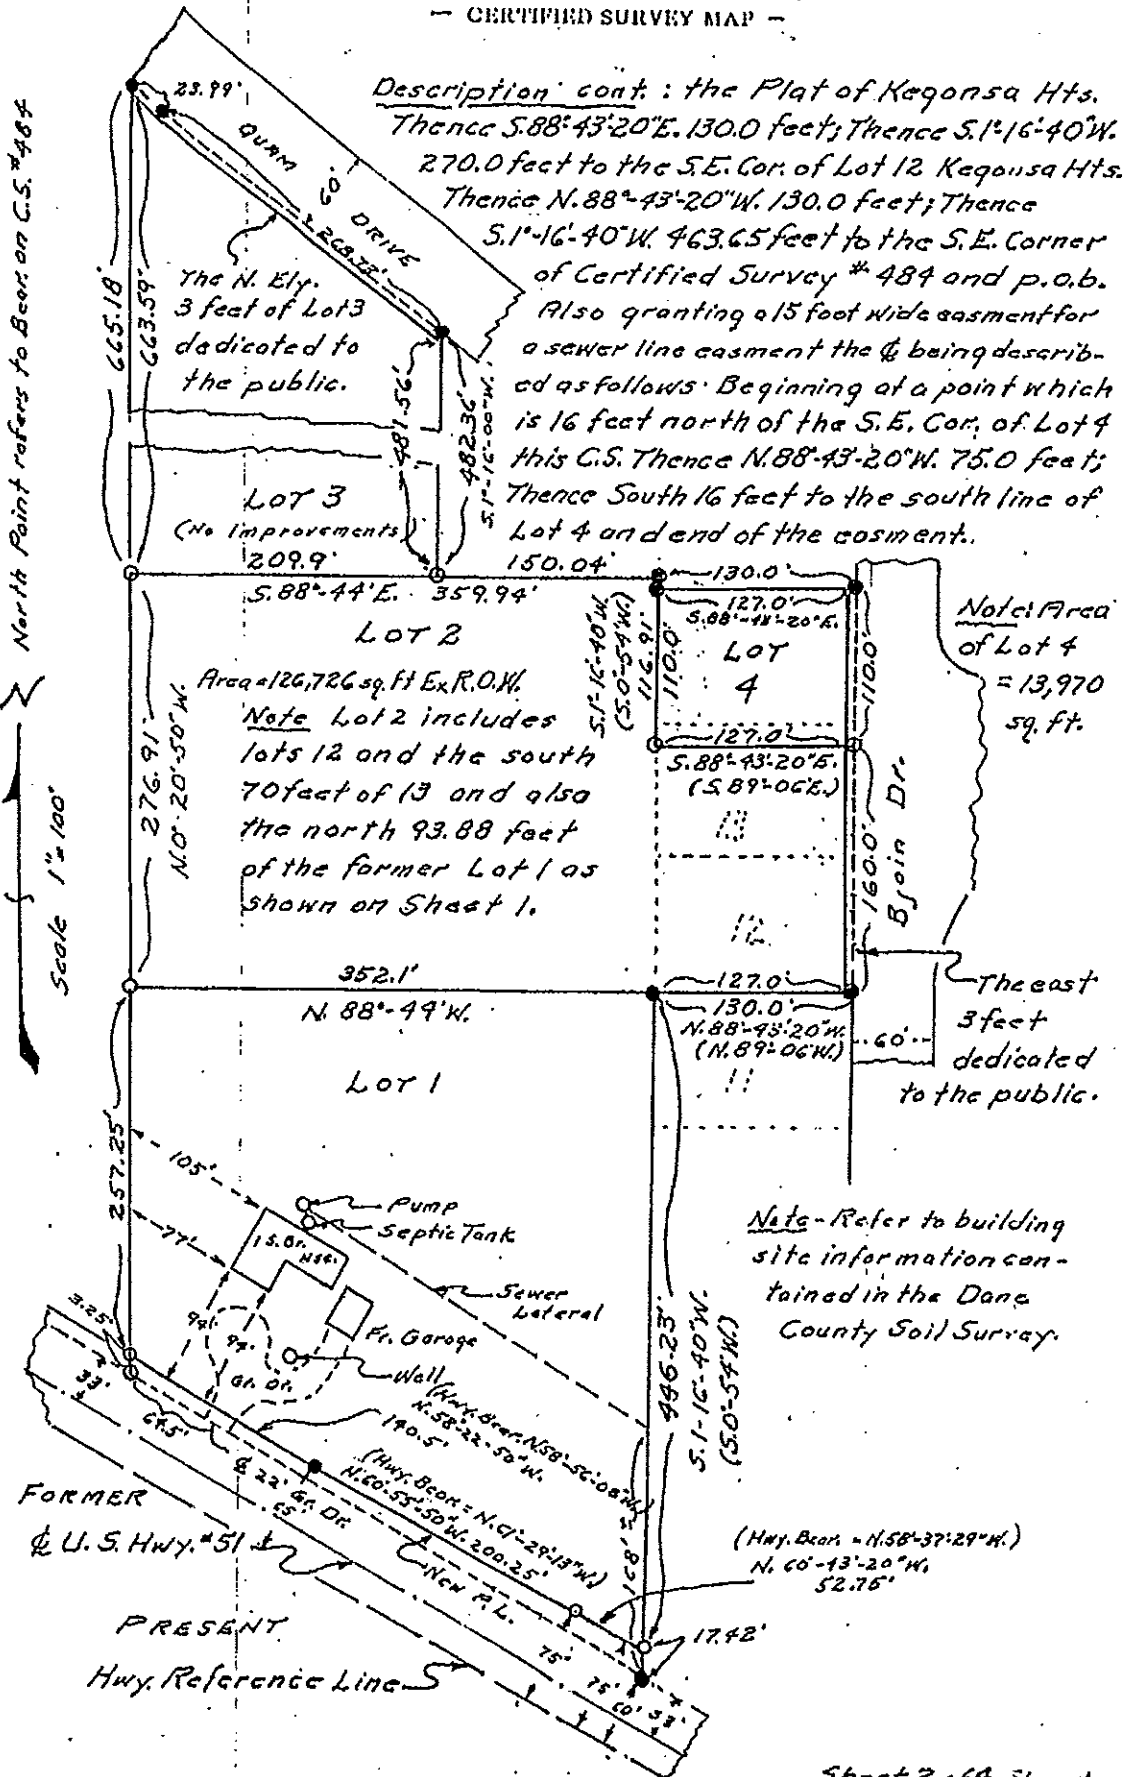 — CERTIFIED SURVEY MAP —
Description cont. : the Plat of Kegonsa Hts.
Thence S.88°-43'-20"E. 130.0 feet; Thence S.1°-16'-40"W.
270.0 feet to the S.E. Cor. of Lot 12 Kegonsa Hts.
Thence N.88°-43'-20"W. 130.0 feet; Thence
S.1°-16'-40"W. 463.65 feet to the S.E. Corner
of Certified Survey #484 and p.o.b.
Also granting a 15 foot wide easment for
a sewer line easment the ℄ being describ-
ed as follows: Beginning at a point which
is 16 feet north of the S.E. Cor. of Lot 4
this C.S. Thence N.88°-43'-20"W. 75.0 feet;
Thence South 16 feet to the south line of
Lot 4 and end of the easment.
North Point refers to Bear. on C.S. #484
Scale 1"=100'
23.99'
QUAM DRIVE
60'
268.33'
The N. Ely.
3 feet of Lot 3
dedicated to
the public.
665.18'
663.59'
481.56'
482.36'
S.1°-16'-00"W.
LOT 3
(No improvements)
209.9'
150.04'
S.88°-44'E. 359.94'
130.0'
127.0'
S.88°-43'-20"E.
LOT 2
Area=126,726 sq. ft Ex R.O.W.
Note Lot 2 includes
lots 12 and the south
70 feet of 13 and also
the north 93.88 feet
of the former Lot 1 as
shown on Sheet 1.
276.91'
N.0°-20'-50"W.
S.1°-16'-40"W.
(S.0°-54'W.)
116.91'
110.0'
LOT
4
110.0'
Note: Area
of Lot 4
= 13,970
sq. ft.
127.0'
S.88°-43'-20"E.
(S.89°-06'E.)
13
12
160.0'
Bjoin Dr.
352.1'
N. 88°-44'W.
127.0'
130.0'
N.88°-43'-20"W.
(N.89°-06'W.)
11
60'
The east
3 feet
dedicated
to the public.
LOT 1
257.25'
105'
77'
Pump
Septic Tank
1 S. Br.
Hse.
Sewer
Lateral
Fr. Garage
Well
Gr. Dr.
94'
94'
3.25'
33'
64.5'
℄ 22' Gr. Dr.
65'
(Hwy. Bear. N.58°-56'-08"W.)
N.58°-22'-50"W.
140.5'
(Hwy. Bear. = N.61°-29'-13"W.)
N.60°-55'-50"W. 200.25'
New P.L.
Note - Refer to building
site information con-
tained in the Dane
County Soil Survey.
446.23'
S.1°-16'-40"W.
(S.0°-54'W.)
168'±
(Hwy. Bear. = N.58°-37'-29"W.)
N. 60°-43'-20"W.
52.75'
17.42'
75'
75'
60'
33'
FORMER
℄ U.S. Hwy. #51
PRESENT
Hwy. Reference Line